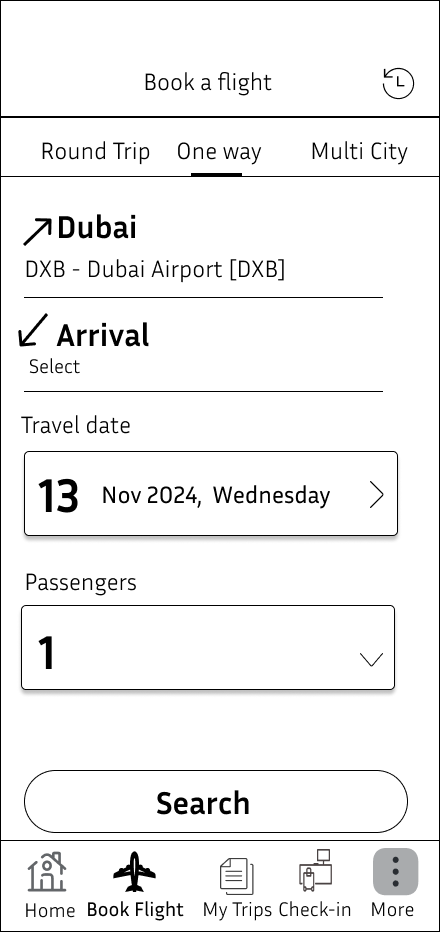 Book a flight
Round Trip One way Multi City
Dubai
DXB - Dubai Airport [DXB]
Arrival
Select
Travel date
13 Nov 2024, Wednesday
Passengers
1
Search
Home Book Flight My Trips Check-in More